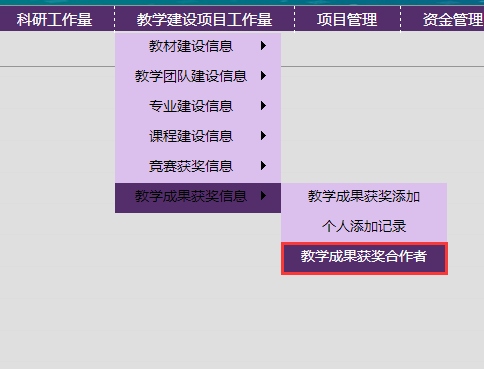 科研工作量 教学建设项目工作量 项目管理 资金管理
教材建设信息
教学团队建设信息
专业建设信息
课程建设信息
竟赛获奖信息
教学成果获奖信息 教学成果获奖添加
个人添加记录
教学成果获奖合作者